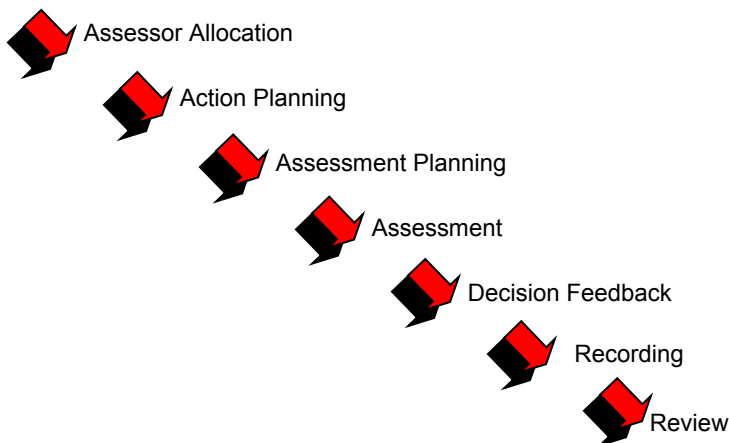 Assessor Allocation
Action Planning
Assessment Planning
Assessment
Decision Feedback
Recording
Review